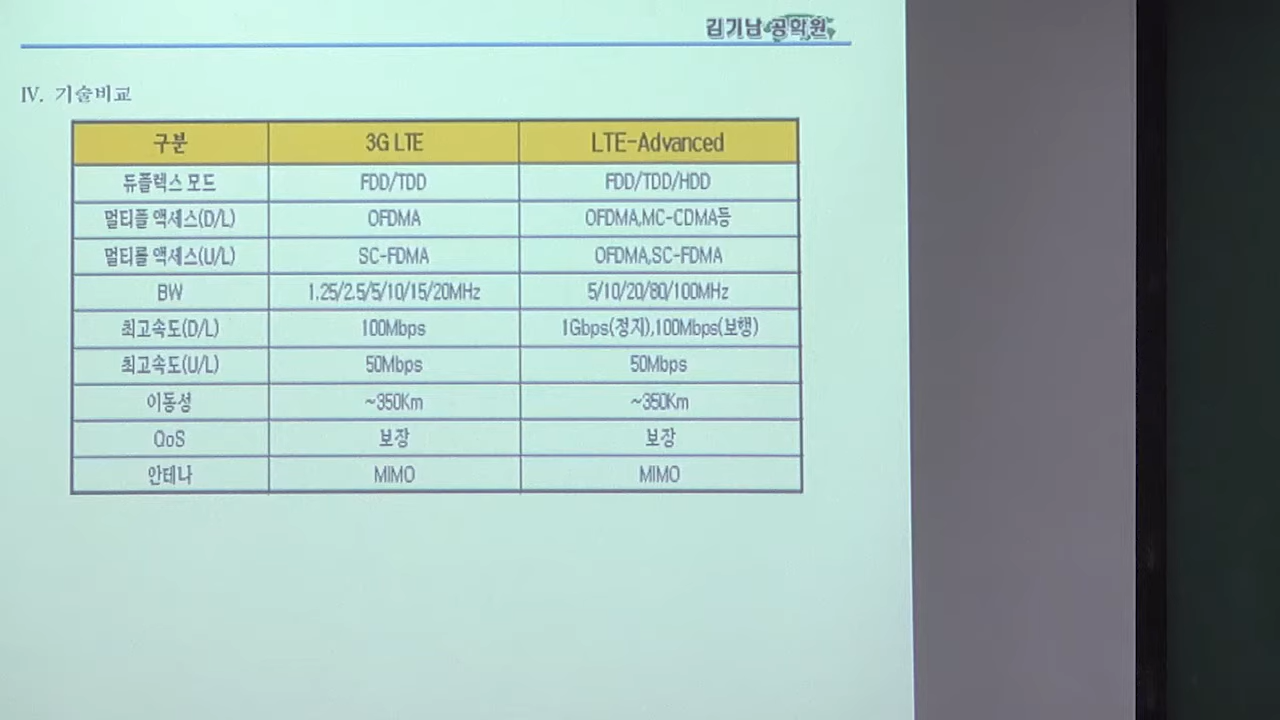 김기남 공학원
Ⅳ. 기술비교
구분 3G LTE LTE-Advanced
듀플렉스 모드 FDD/TDD FDD/TDD/HDD
멀티플 액세스(D/L) OFDMA OFDMA,MC-CDMA등
멀티플 액세스(U/L) SC-FDMA OFDMA,SC-FDMA
BW 1.25/2.5/5/10/15/20MHz 5/10/20/80/100MHz
최고속도(D/L) 100Mbps 1Gbps(정지),100Mbps(보행)
최고속도(U/L) 50Mbps 50Mbps
이동성 ~350Km ~350Km
QoS 보장 보장
안테나 MIMO MIMO